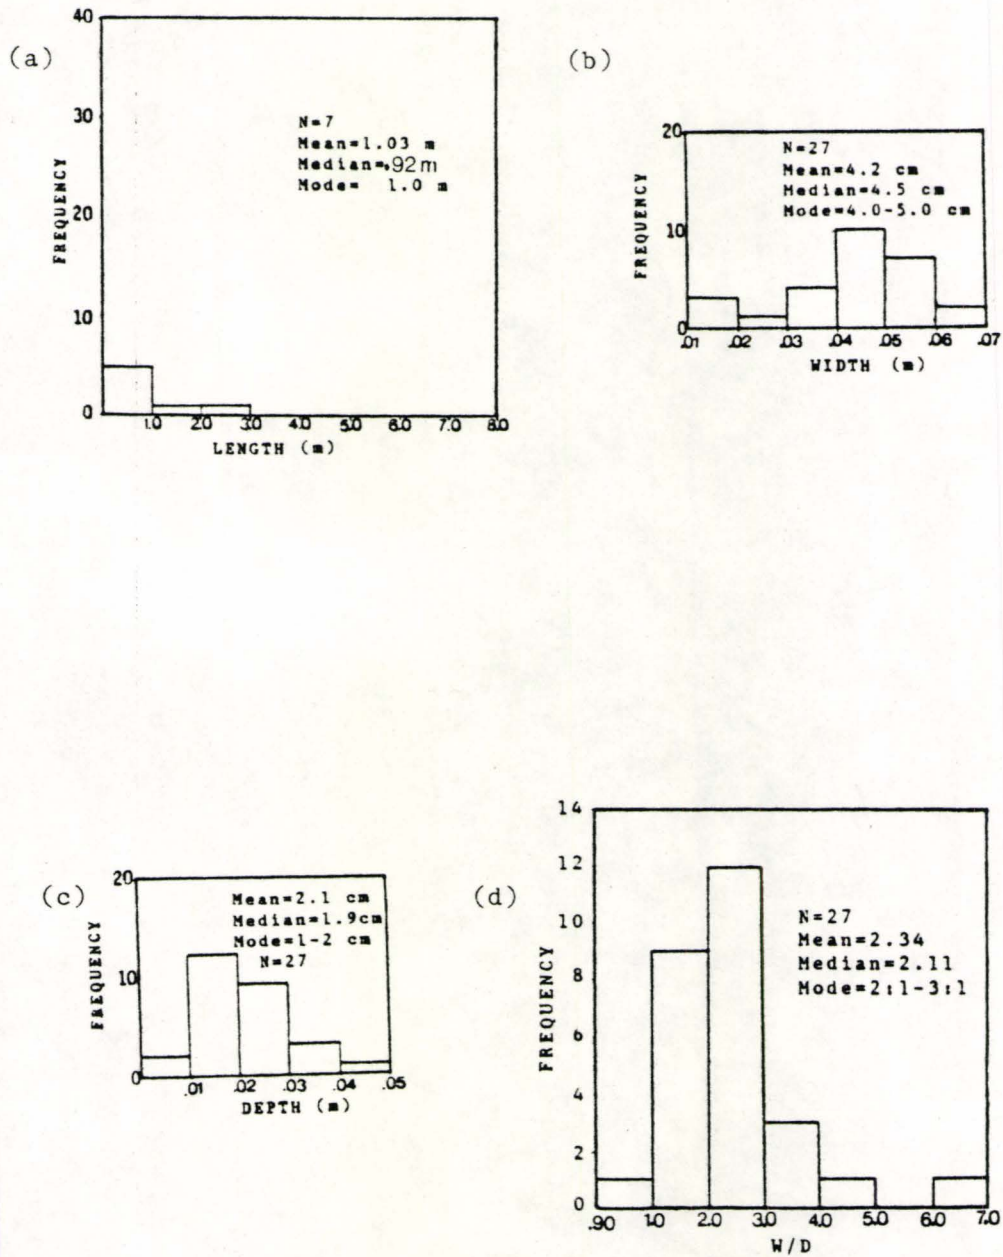 (a)
40
30
20
10
0
FREQUENCY
N=7
Mean=1.03 m
Median=.92m
Mode= 1.0 m
1.0 2.0 3.0 4.0 5.0 6.0 7.0 8.0
LENGTH (m)
(b)
20
10
0
FREQUENCY
N=27
Mean=4.2 cm
Median=4.5 cm
Mode=4.0-5.0 cm
.01 .02 .03 .04 .05 .06 .07
WIDTH (m)
(c)
20
10
0
FREQUENCY
Mean=2.1 cm
Median=1.9cm
Mode=1-2 cm
N=27
.01 .02 .03 .04 .05
DEPTH (m)
(d)
14
12
10
8
6
4
2
0
FREQUENCY
N=27
Mean=2.34
Median=2.11
Mode=2:1-3:1
.90 1.0 2.0 3.0 4.0 5.0 6.0 7.0
W/D